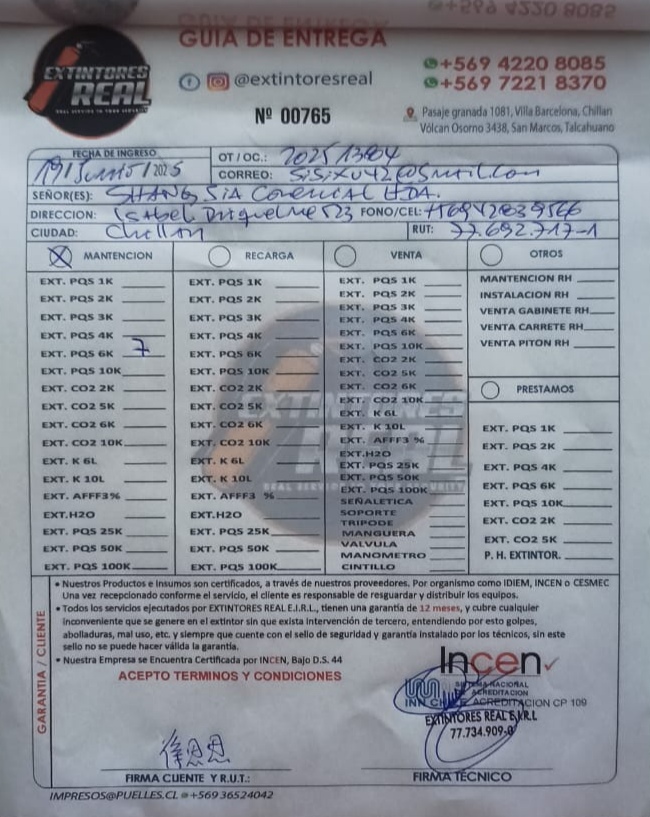 GUIA DE ENTREGA
EXTINTORES REAL
REAL SERVICE TO YOUR SECURITY
@extintoresreal
+569 4220 8085
+569 7221 8370
Nº 00765
Pasaje granada 1081, Villa Barcelona, Chillan
Vólcan Osorno 3438, San Marcos, Talcahuano
FECHA DE INGRESO
19/Junio/2025
OT/OC.: 202513804
CORREO:
SEÑOR(ES): SHANG SIA Comercial LTDA.
DIRECCION: Isabel Riquelme 523 FONO/CEL:
CIUDAD: Chillan RUT: 77.692.717-1
MANTENCION
EXT. PQS 1K
EXT. PQS 2K
EXT. PQS 3K
EXT. PQS 4K
EXT. PQS 6K 7
EXT. PQS 10K
EXT. CO2 2K
EXT. CO2 5K
EXT. CO2 6K
EXT. CO2 10K
EXT. K 6L
EXT. K 10L
EXT. AFFF3%
EXT.H2O
EXT. PQS 25K
EXT. PQS 50K
EXT. PQS 100K
RECARGA
EXT. PQS 1K
EXT. PQS 2K
EXT. PQS 3K
EXT. PQS 4K
EXT. PQS 6K
EXT. PQS 10K
EXT. CO2 2K
EXT. CO2 5K
EXT. CO2 6K
EXT. CO2 10K
EXT. K 6L
EXT. K 10L
EXT. AFFF3 %
EXT.H2O
EXT. PQS 25K
EXT. PQS 50K
EXT. PQS 100K
VENTA
EXT. PQS 1K
EXT. PQS 2K
EXT. PQS 3K
EXT. PQS 4K
EXT. PQS 6K
EXT. PQS 10K
EXT. CO2 2K
EXT. CO2 5K
EXT. CO2 6K
EXT. CO2 10K
EXT. K 6L
EXT. K 10L
EXT. AFFF3 %
EXT.H2O
EXT. PQS 25K
EXT. PQS 50K
EXT. PQS 100K
SEÑALETICA
SOPORTE
TRIPODE
MANGUERA
VALVULA
MANOMETRO
CINTILLO
OTROS
MANTENCION RH
INSTALACION RH
VENTA GABINETE RH
VENTA CARRETE RH
VENTA PITON RH
PRESTAMOS
EXT. PQS 1K
EXT. PQS 2K
EXT. PQS 4K
EXT. PQS 6K
EXT. PQS 10K
EXT. CO2 2K
EXT. CO2 5K
P. H. EXTINTOR.
GARANTIA / CLIENTE
• Nuestros Productos e Insumos son certificados, a través de nuestros proveedores. Por organismo como IDIEM, INCEN o CESMEC
Una vez recepcionado conforme el servicio, el cliente es responsable de resguardar y distribuir los equipos.
• Todos los servicios ejecutados por EXTINTORES REAL E.I.R.L., tienen una garantía de 12 meses, y cubre cualquier
inconveniente que se genere en el extintor sin que exista intervención de tercero, entendiendo por esto golpes,
abolladuras, mal uso, etc, y siempre que cuente con el sello de seguridad y garantía instalado por los técnicos, sin este
sello no se puede hacer válida la garantía.
• Nuestra Empresa se Encuentra Certificada por INCEN, Bajo D.S. 44
ACEPTO TERMINOS Y CONDICIONES
Incen
SISTEMA NACIONAL
ACREDITACION
INN CHILE ACREDITACION CP 109
EXTINTORES REAL E.I.R.L
77.734.909-0
徐恩恩
FIRMA CLIENTE Y R.U.T.:
FIRMA TÉCNICO
IMPRESOS@PUELLES.CL +569 36524042